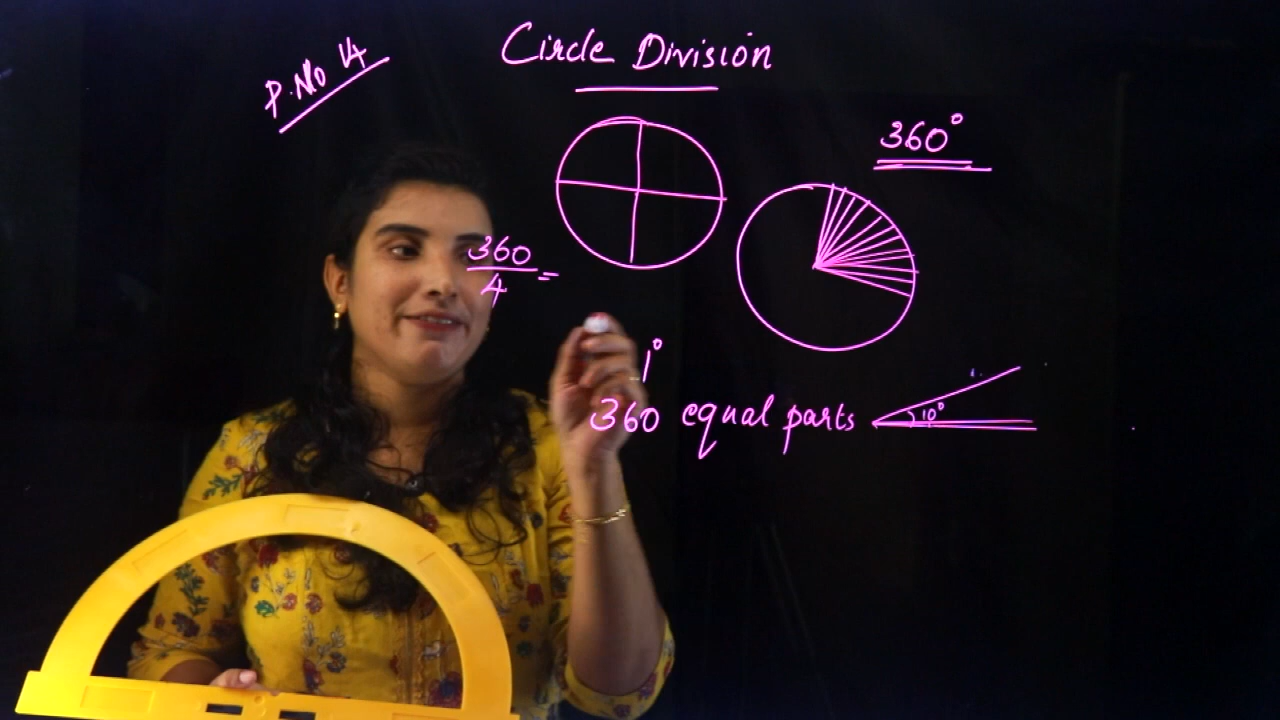 Circle Division
P.No 14
360°
360/4 =
1°
360 equal parts
10°